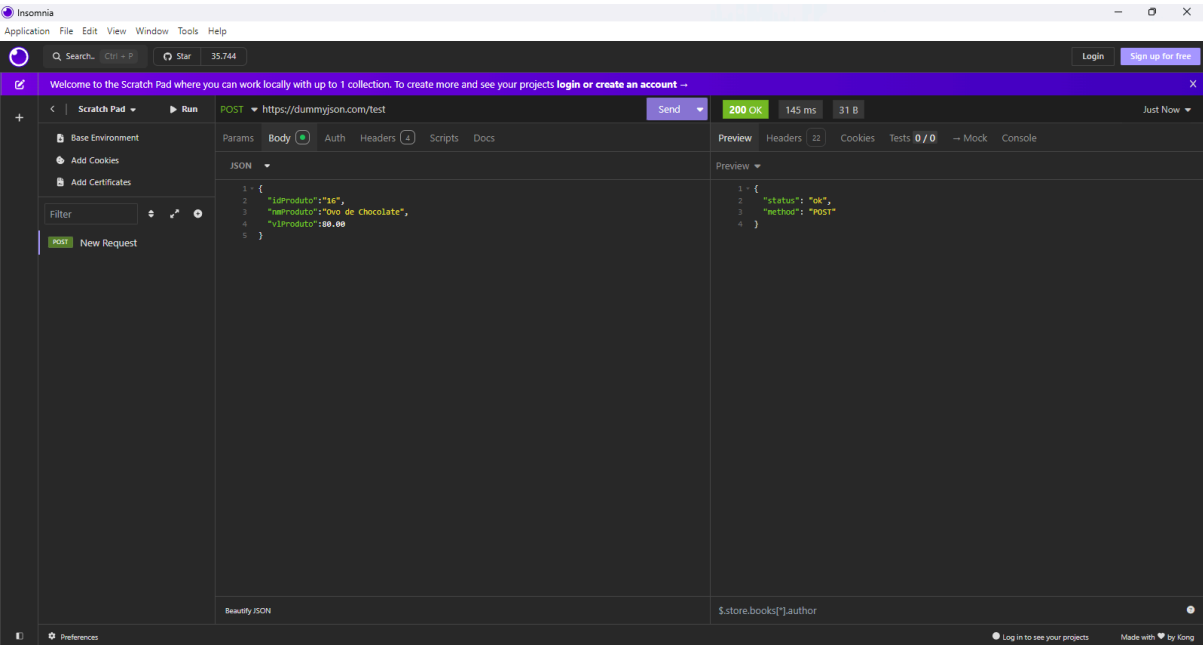 Insomnia
Application File Edit View Window Tools Help
Search.. Ctrl + P Star 35.744 Login Sign up for free
Welcome to the Scratch Pad where you can work locally with up to 1 collection. To create more and see your projects login or create an account → X
Scratch Pad Run POST https://dummyjson.com/test Send 200 OK 145 ms 31 B Just Now
Base Environment
Add Cookies
Add Certificates
Filter
POST New Request
Params Body Auth Headers 4 Scripts Docs
JSON
1 {
2 "idProduto":"16",
3 "nmProduto":"Ovo de Chocolate",
4 "vlProduto":80.00
5 }
Beautify JSON
Preview Headers 22 Cookies Tests 0 / 0 → Mock Console
Preview
1 {
2 "status": "ok",
3 "method": "POST"
4 }
$.store.books[*].author
Preferences Log in to see your projects Made with ♥ by Kong